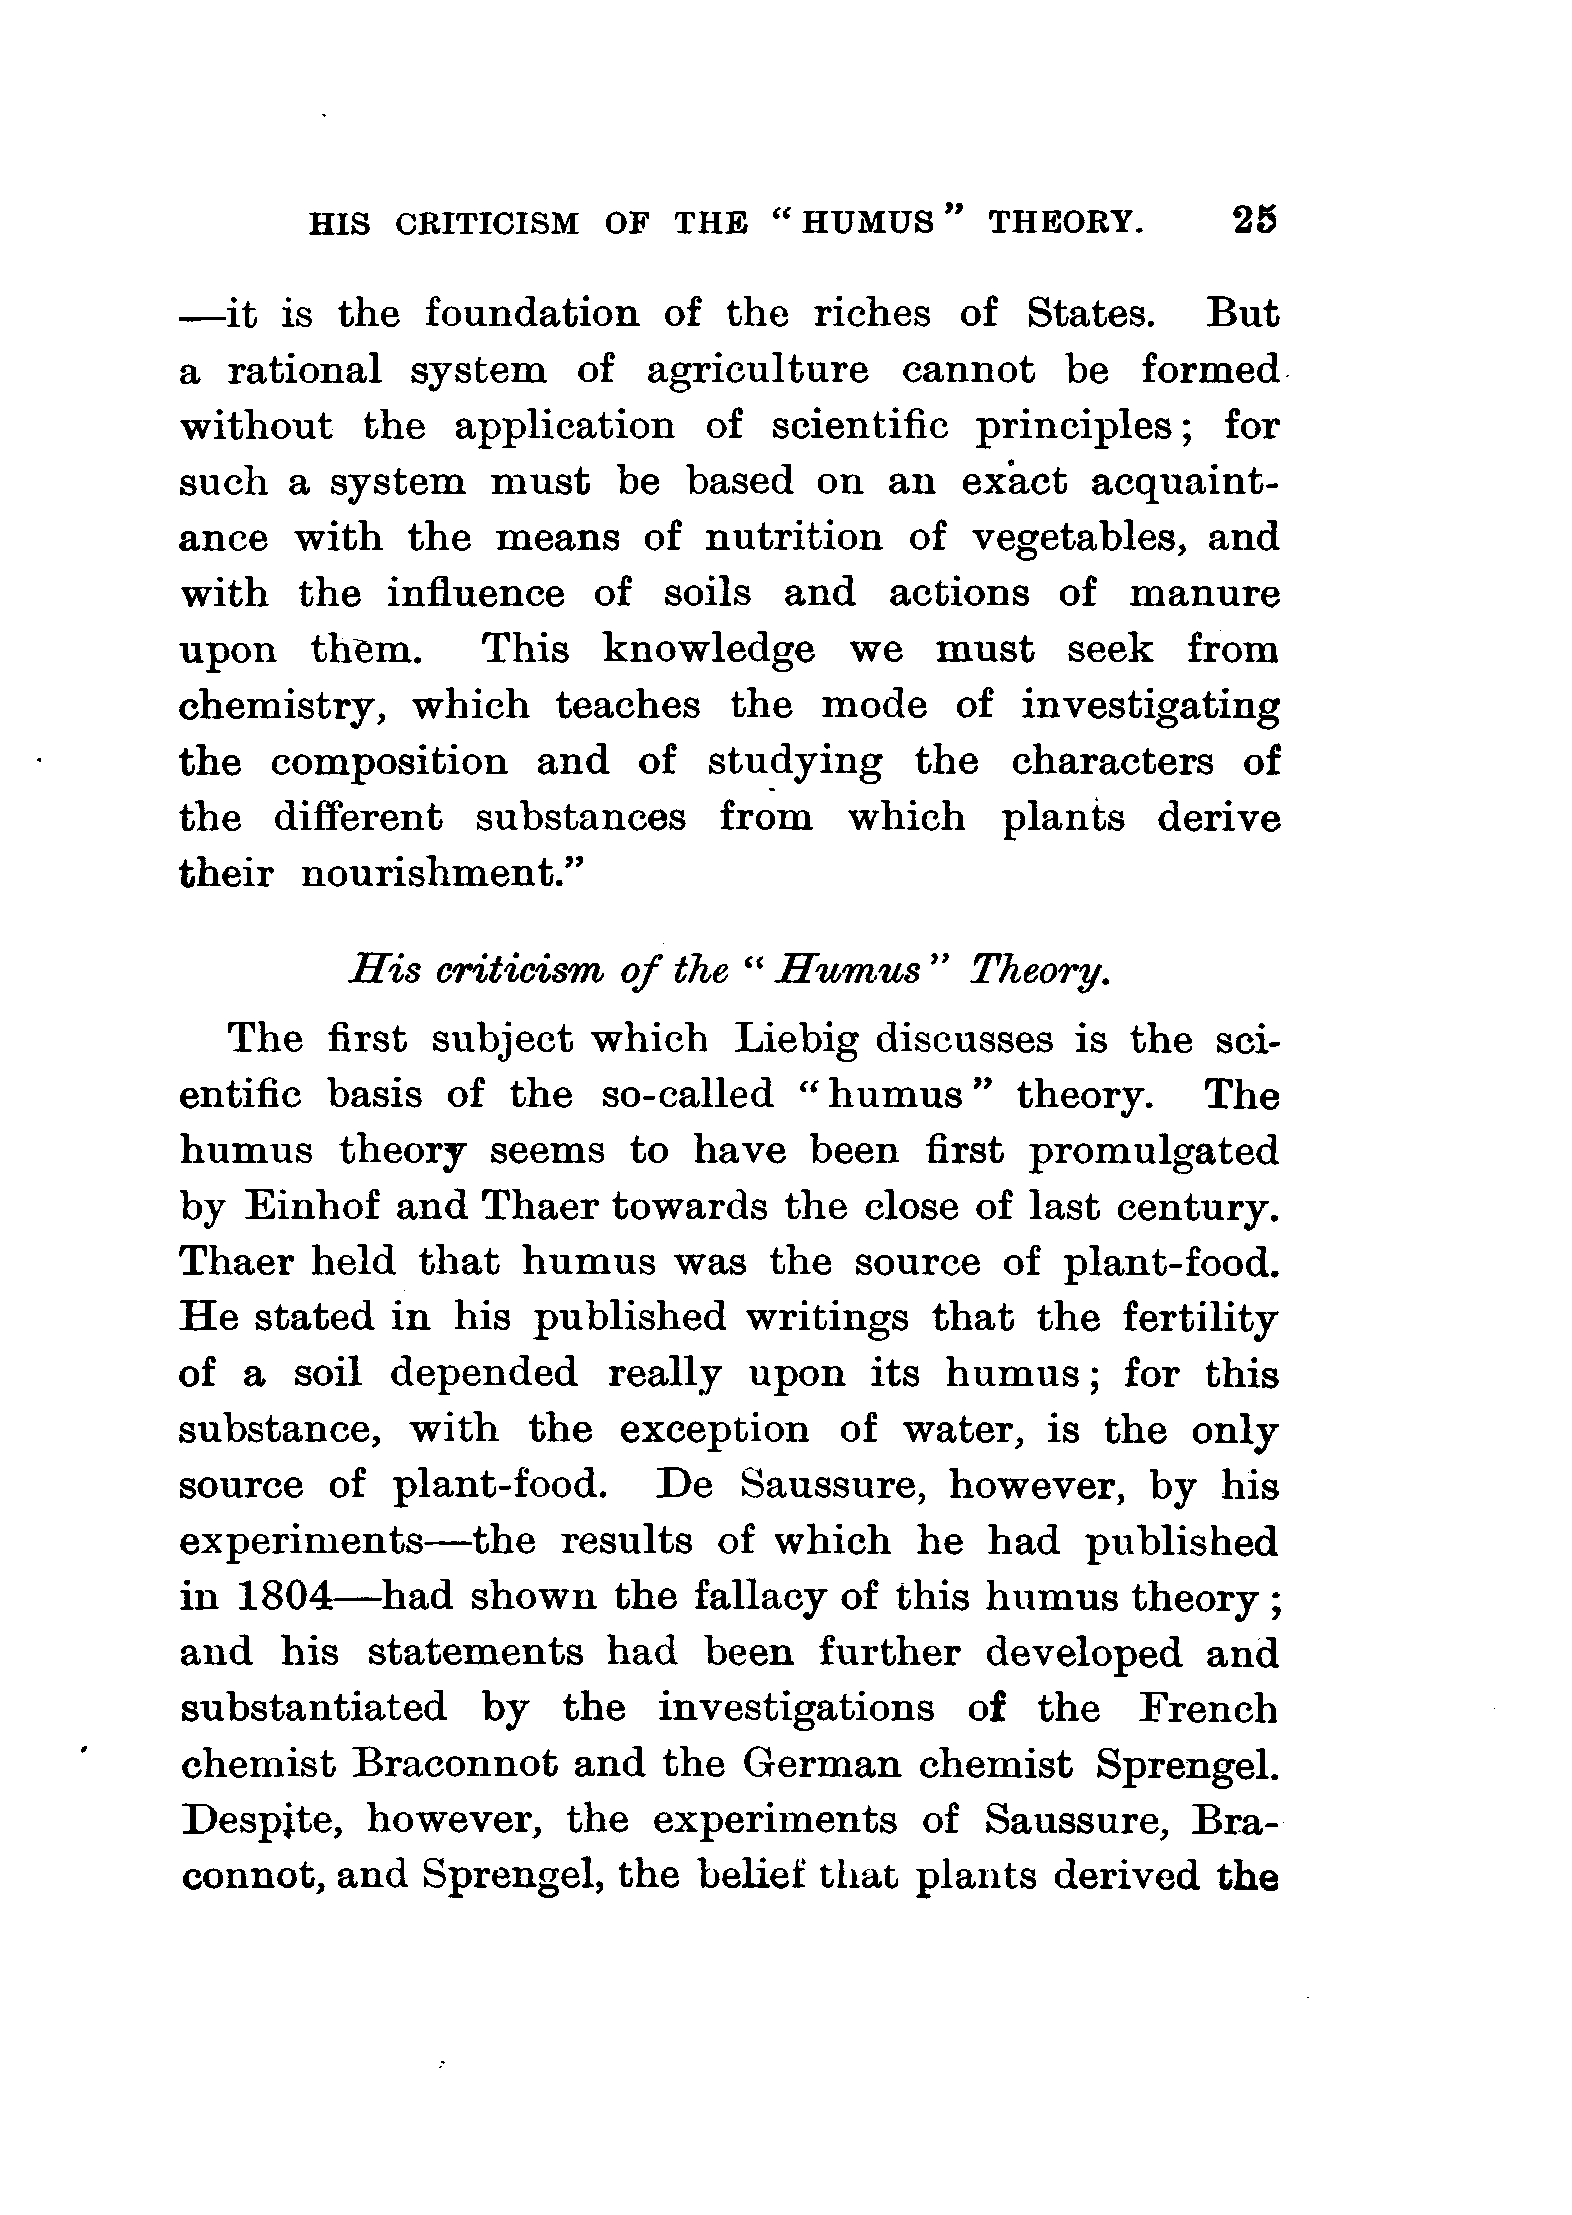 HIS CRITICISM OF THE "HUMUS" THEORY. 25
—it is the foundation of the riches of States. But
a rational system of agriculture cannot be formed
without the application of scientific principles; for
such a system must be based on an exact acquaint-
ance with the means of nutrition of vegetables, and
with the influence of soils and actions of manure
upon them. This knowledge we must seek from
chemistry, which teaches the mode of investigating
the composition and of studying the characters of
the different substances from which plants derive
their nourishment."
His criticism of the "Humus" Theory.
The first subject which Liebig discusses is the sci-
entific basis of the so-called "humus" theory. The
humus theory seems to have been first promulgated
by Einhof and Thaer towards the close of last century.
Thaer held that humus was the source of plant-food.
He stated in his published writings that the fertility
of a soil depended really upon its humus; for this
substance, with the exception of water, is the only
source of plant-food. De Saussure, however, by his
experiments—the results of which he had published
in 1804—had shown the fallacy of this humus theory;
and his statements had been further developed and
substantiated by the investigations of the French
chemist Braconnot and the German chemist Sprengel.
Despite, however, the experiments of Saussure, Bra-
connot, and Sprengel, the belief that plants derived the